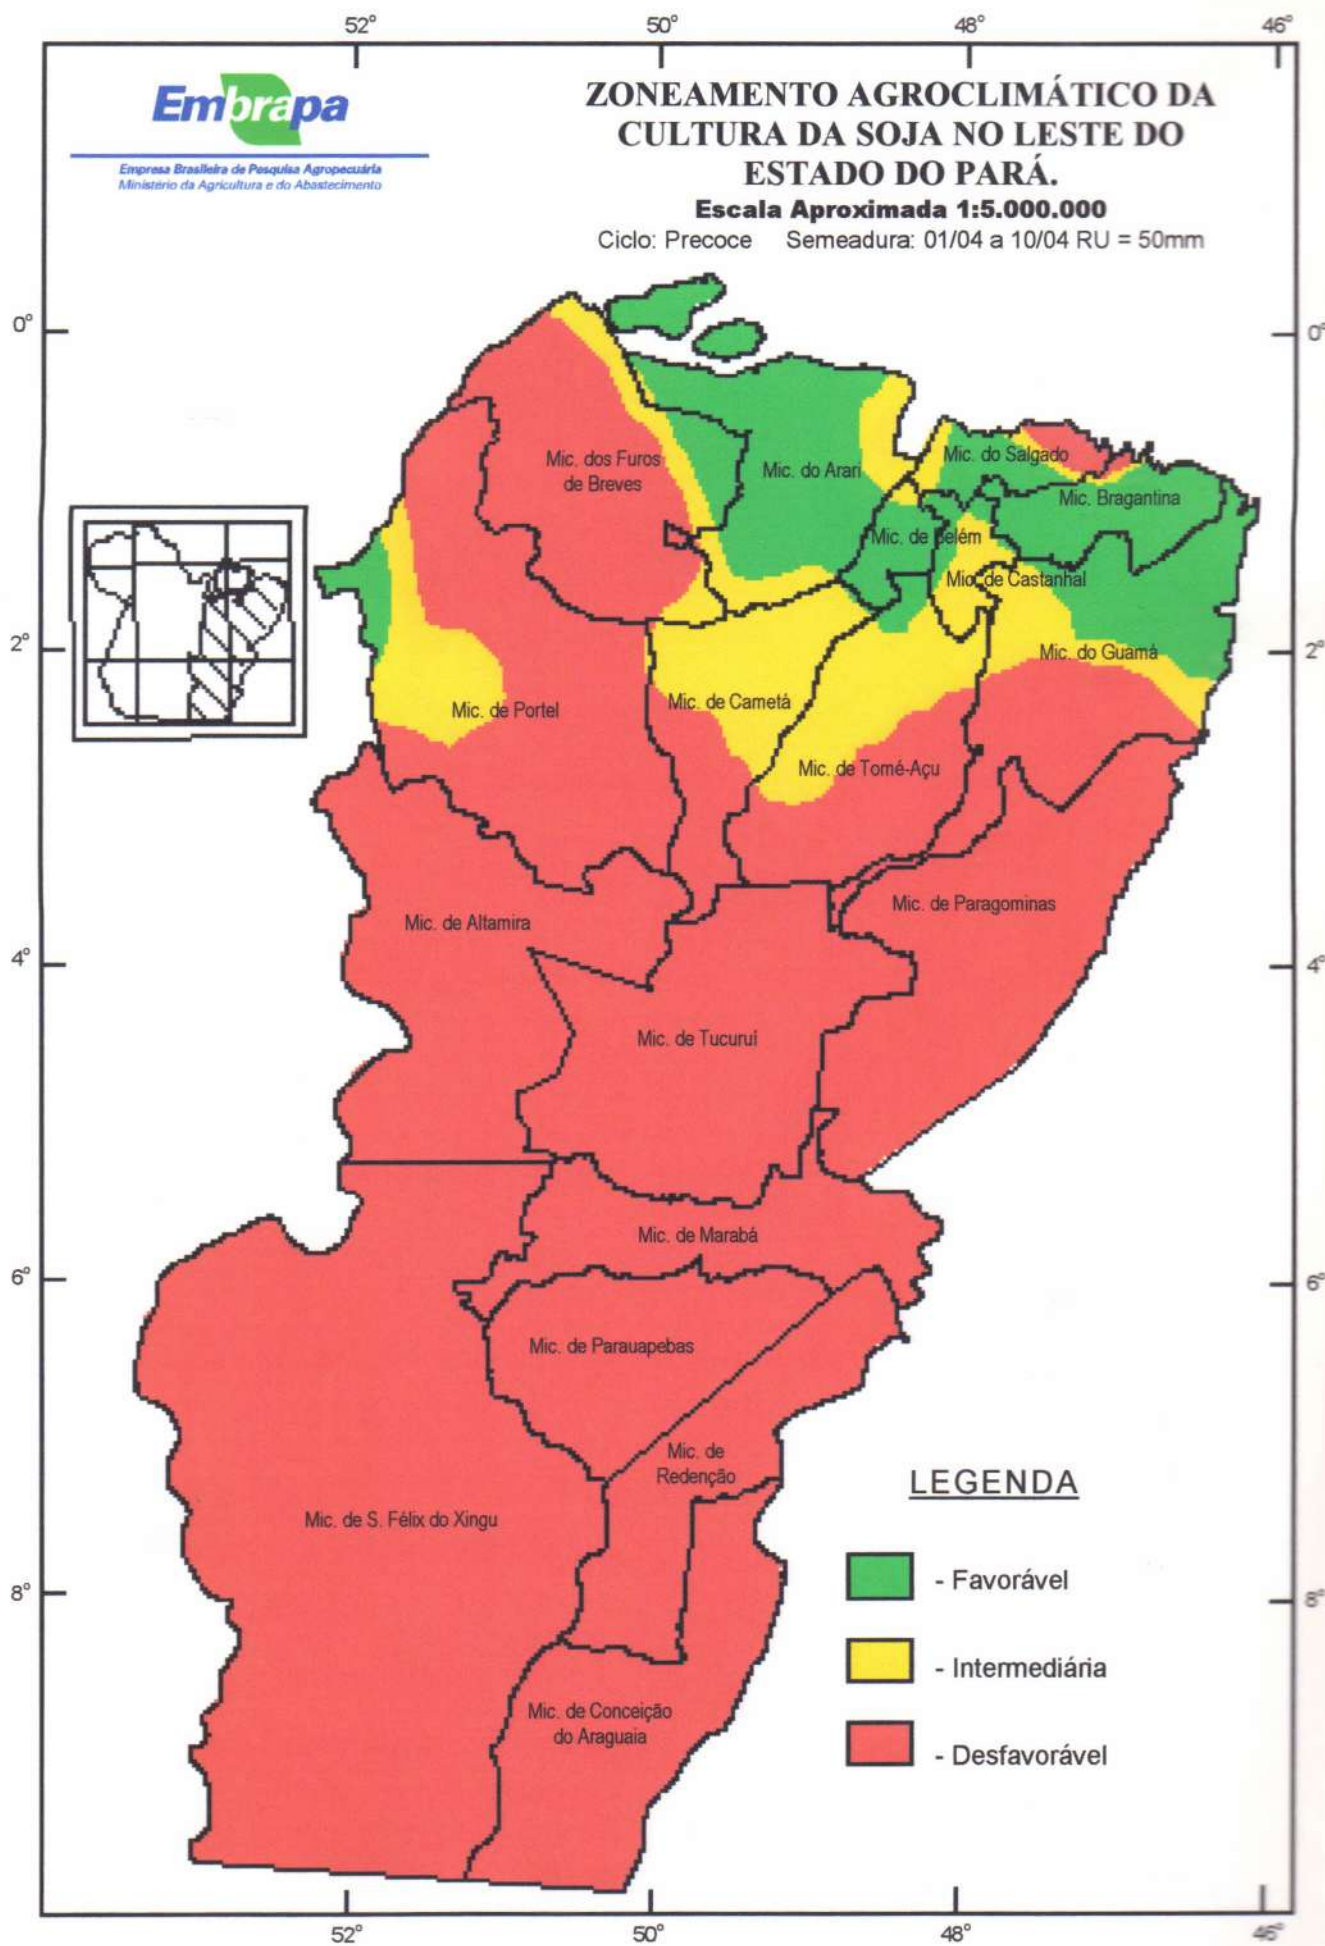 52° 50° 48° 46°
Embrapa
Empresa Brasileira de Pesquisa Agropecuária
Ministério da Agricultura e do Abastecimento
ZONEAMENTO AGROCLIMÁTICO DA
CULTURA DA SOJA NO LESTE DO
ESTADO DO PARÁ.
Escala Aproximada 1:5.000.000
Ciclo: Precoce Semeadura: 01/04 a 10/04 RU = 50mm
0° 0°
Mic. dos Furos
de Breves
Mic. do Arari
Mic. do Salgado
Mic. Bragantina
Mic. de Belém
Mic. de Castanhal
2° 2°
Mic. do Guamá
Mic. de Portel
Mic. de Cametá
Mic. de Tomé-Açu
Mic. de Paragominas
Mic. de Altamira
4° 4°
Mic. de Tucuruí
Mic. de Marabá
6° 6°
Mic. de Parauapebas
Mic. de
Redenção
Mic. de S. Félix do Xingu
LEGENDA
- Favorável
8° 8°
- Intermediária
Mic. de Conceição
do Araguaia
- Desfavorável
52° 50° 48° 46°